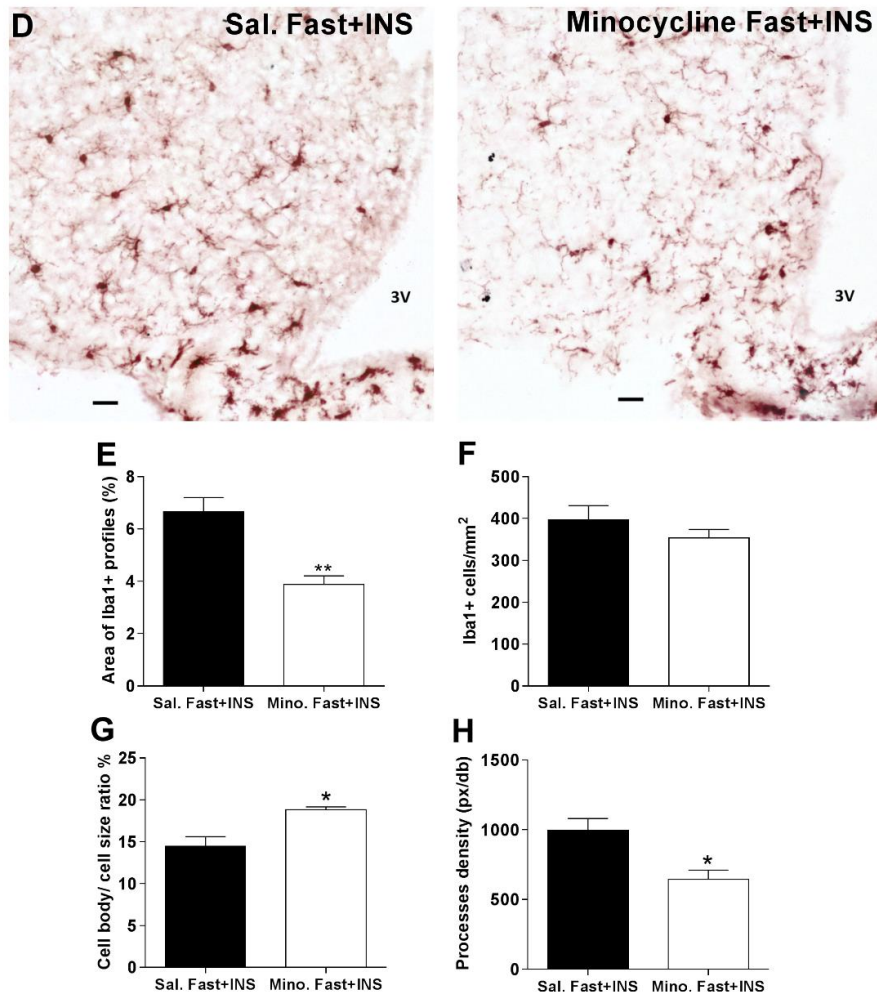 D Sal. Fast+INS Minocycline Fast+INS
3V 3V
E
Area of Iba1+ profiles (%)
8
6
4
2
0
**
Sal. Fast+INS Mino. Fast+INS
F
Iba1+ cells/mm²
500
400
300
200
100
0
Sal. Fast+INS Mino. Fast+INS
G
Cell body/ cell size ratio %
25
20
15
10
5
0
*
Sal. Fast+INS Mino. Fast+INS
H
Processes density (px/db)
1500
1000
500
0
*
Sal. Fast+INS Mino. Fast+INS